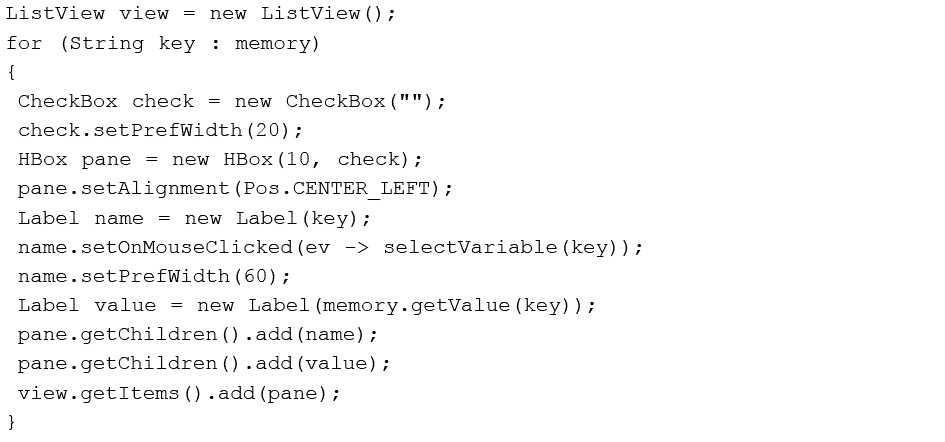 ListView view = new ListView();
for (String key : memory)
{
 CheckBox check = new CheckBox("");
 check.setPrefWidth(20);
 HBox pane = new HBox(10, check);
 pane.setAlignment(Pos.CENTER_LEFT);
 Label name = new Label(key);
 name.setOnMouseClicked(ev -> selectVariable(key));
 name.setPrefWidth(60);
 Label value = new Label(memory.getValue(key));
 pane.getChildren().add(name);
 pane.getChildren().add(value);
 view.getItems().add(pane);
}